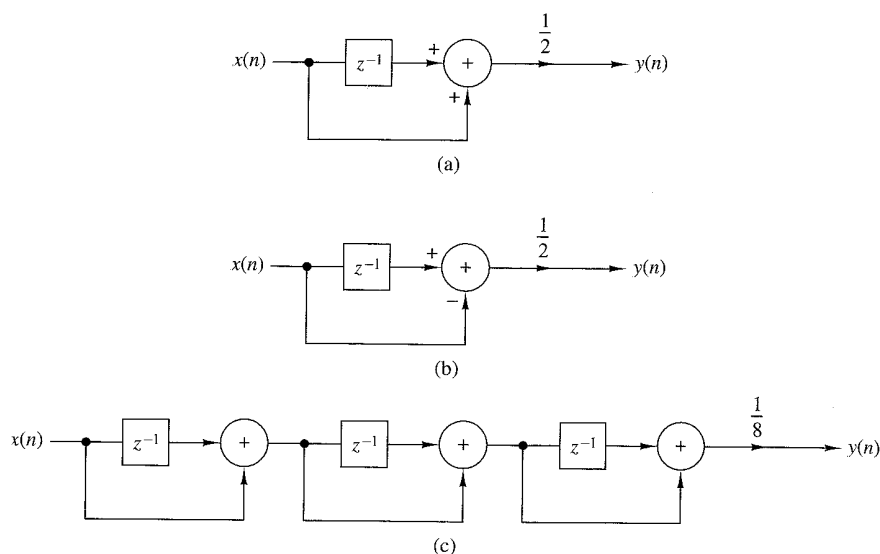 x(n) z⁻¹ + + + 1/2 y(n)
(a)
x(n) z⁻¹ + + − 1/2 y(n)
(b)
x(n) z⁻¹ + z⁻¹ + z⁻¹ + 1/8 y(n)
(c)